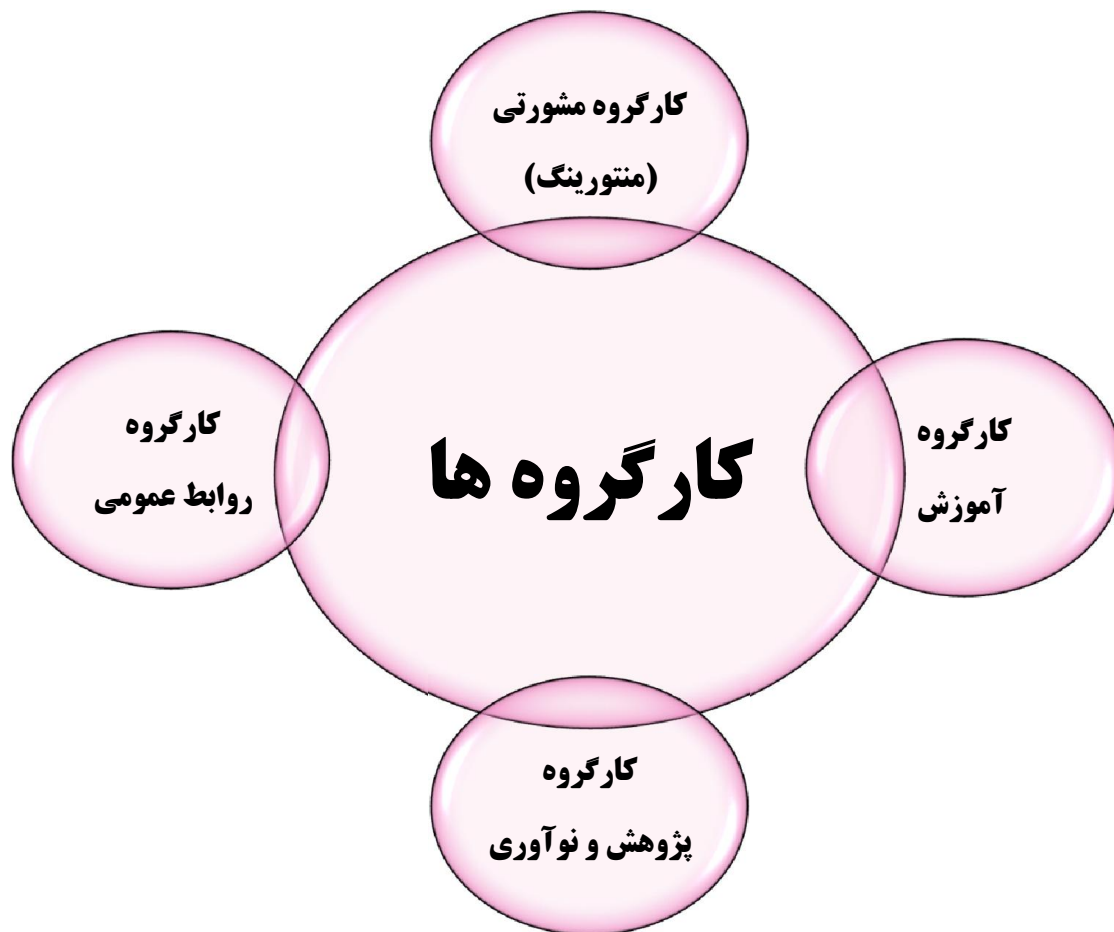 کارگروه مشورتی
(منتورینگ)
کارگروه
آموزش
کارگروه ها
کارگروه
روابط عمومی
کارگروه
پژوهش و نوآوری